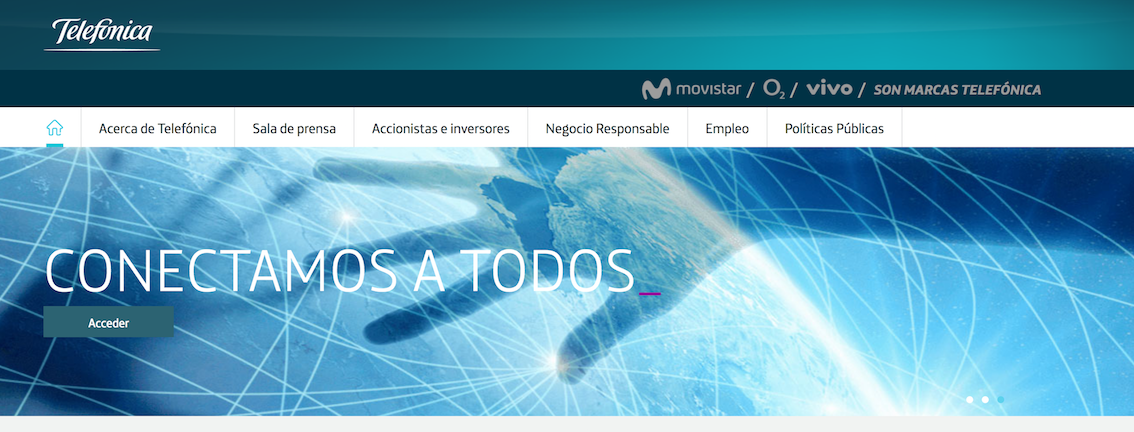 Telefónica
movistar / O2 / vivo / SON MARCAS TELEFÓNICA
Acerca de Telefónica Sala de prensa Accionistas e inversores Negocio Responsable Empleo Políticas Públicas
CONECTAMOS A TODOS_
Acceder